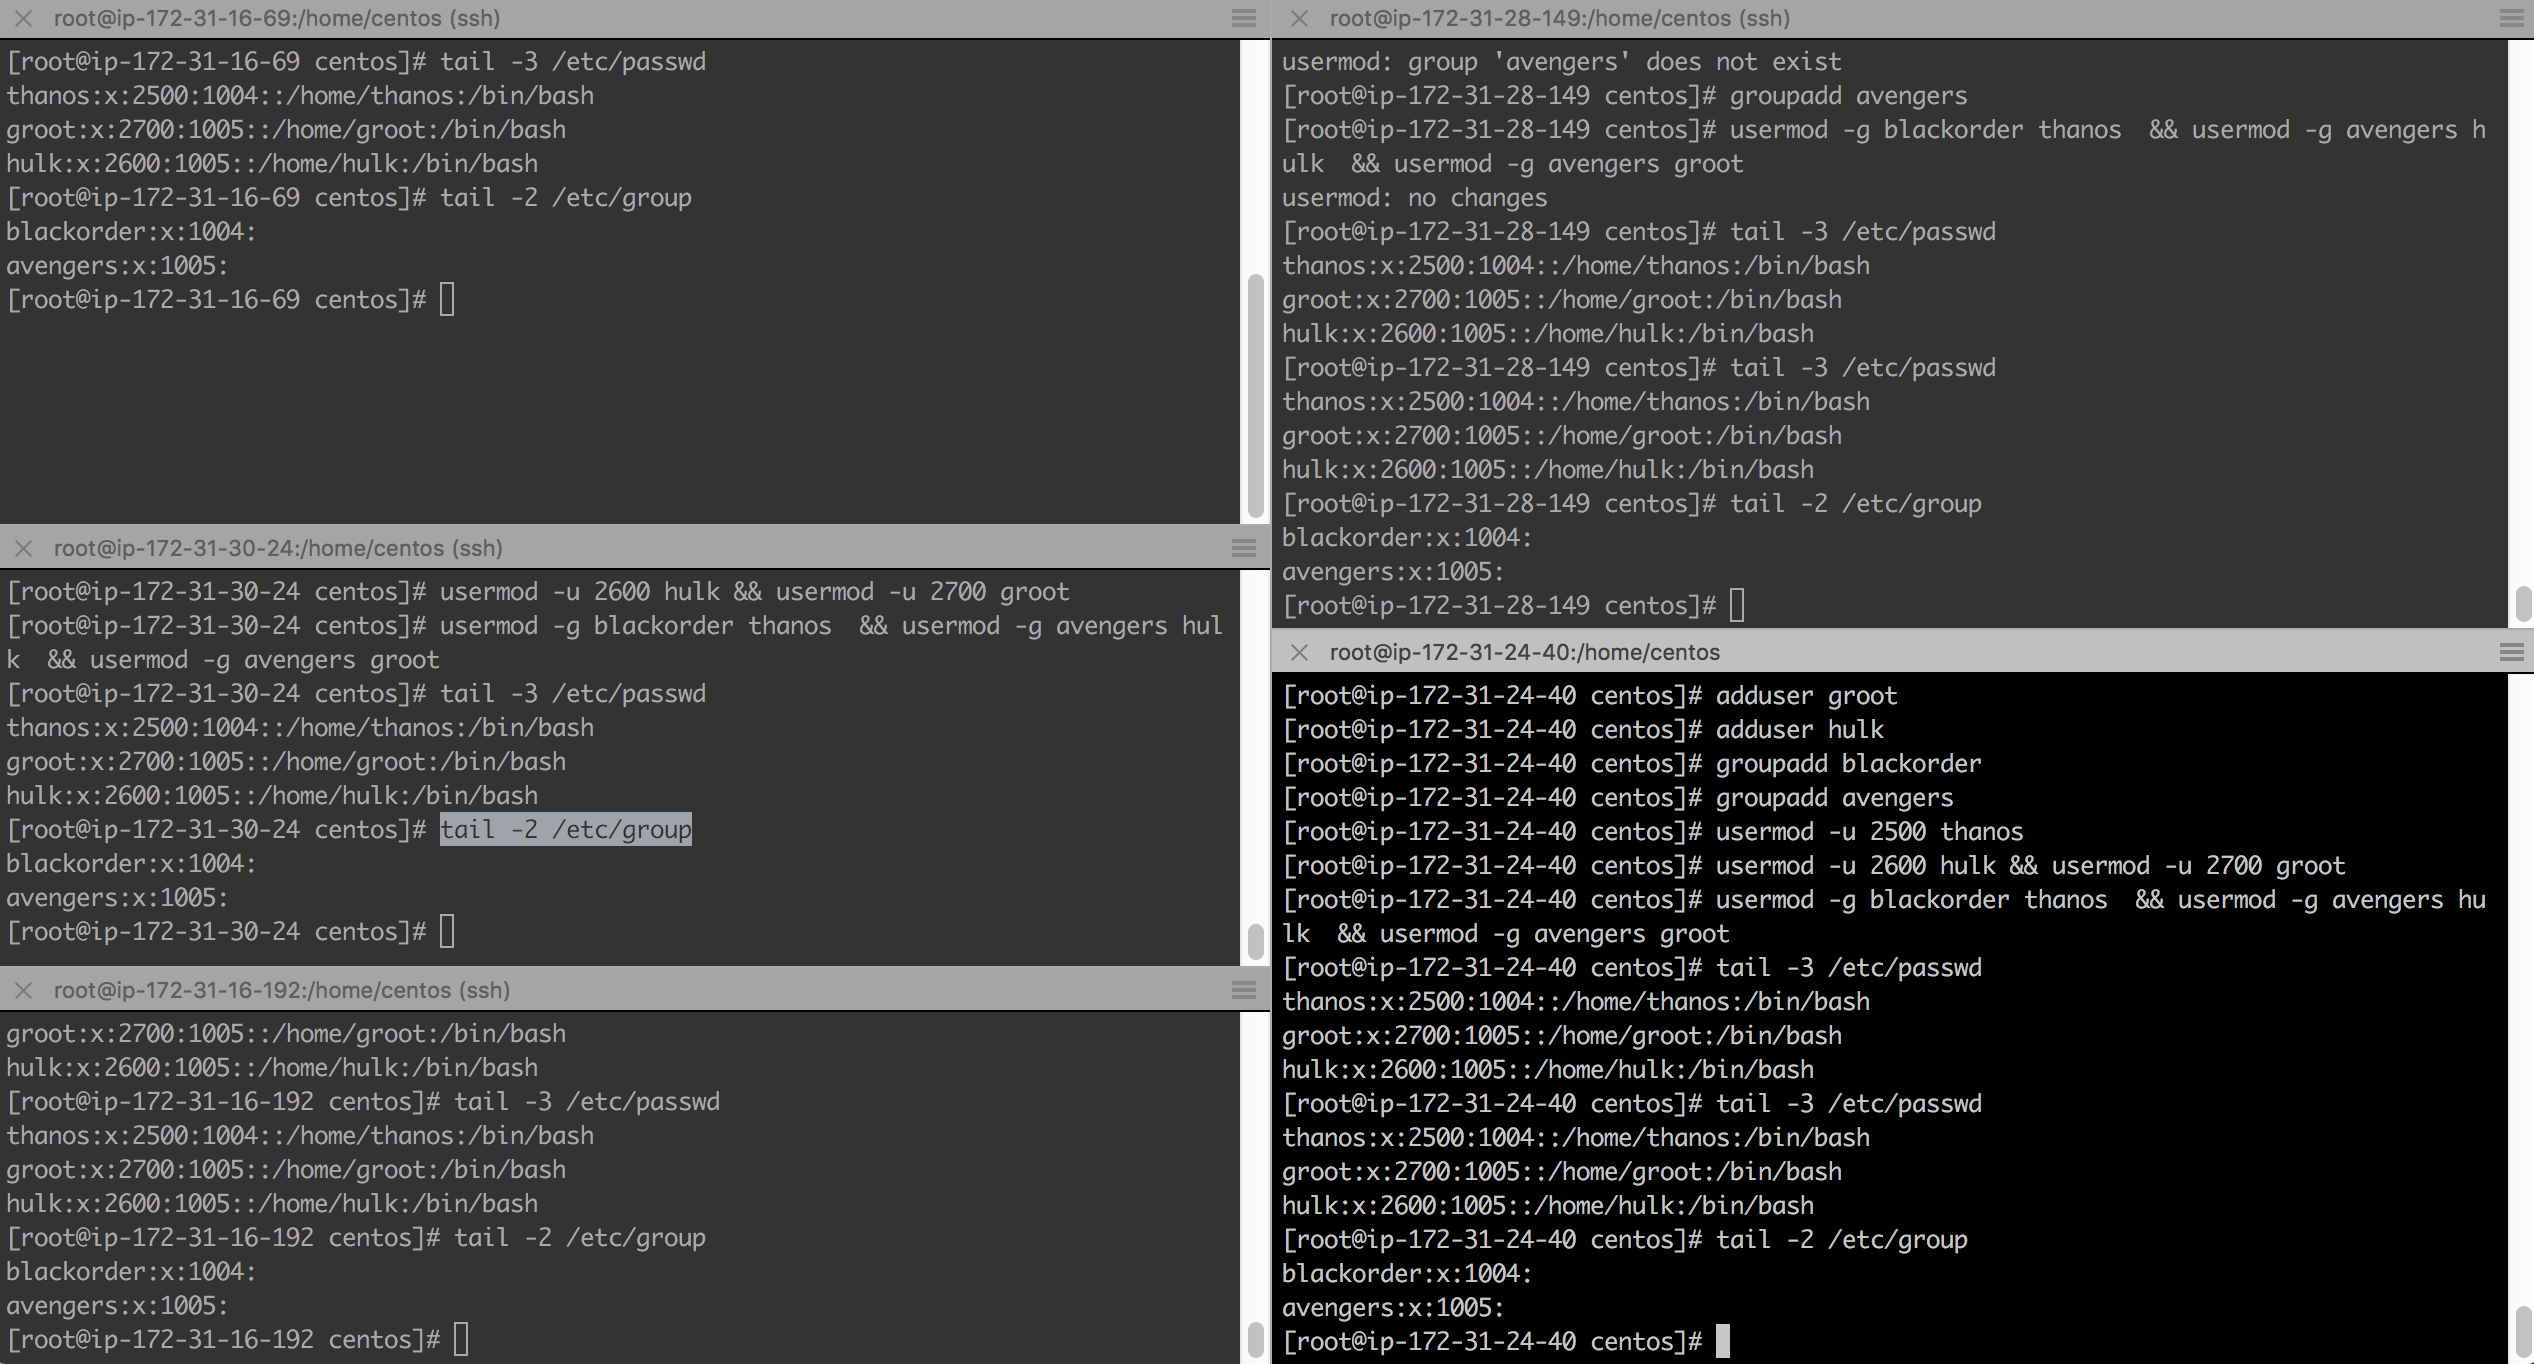 root@ip-172-31-16-69:/home/centos (ssh)
[root@ip-172-31-16-69 centos]# tail -3 /etc/passwd
thanos:x:2500:1004::/home/thanos:/bin/bash
groot:x:2700:1005::/home/groot:/bin/bash
hulk:x:2600:1005::/home/hulk:/bin/bash
[root@ip-172-31-16-69 centos]# tail -2 /etc/group
blackorder:x:1004:
avengers:x:1005:
[root@ip-172-31-16-69 centos]#
root@ip-172-31-30-24:/home/centos (ssh)
[root@ip-172-31-30-24 centos]# usermod -u 2600 hulk && usermod -u 2700 groot
[root@ip-172-31-30-24 centos]# usermod -g blackorder thanos  && usermod -g avengers hul
k  && usermod -g avengers groot
[root@ip-172-31-30-24 centos]# tail -3 /etc/passwd
thanos:x:2500:1004::/home/thanos:/bin/bash
groot:x:2700:1005::/home/groot:/bin/bash
hulk:x:2600:1005::/home/hulk:/bin/bash
[root@ip-172-31-30-24 centos]# tail -2 /etc/group
blackorder:x:1004:
avengers:x:1005:
[root@ip-172-31-30-24 centos]#
root@ip-172-31-16-192:/home/centos (ssh)
groot:x:2700:1005::/home/groot:/bin/bash
hulk:x:2600:1005::/home/hulk:/bin/bash
[root@ip-172-31-16-192 centos]# tail -3 /etc/passwd
thanos:x:2500:1004::/home/thanos:/bin/bash
groot:x:2700:1005::/home/groot:/bin/bash
hulk:x:2600:1005::/home/hulk:/bin/bash
[root@ip-172-31-16-192 centos]# tail -2 /etc/group
blackorder:x:1004:
avengers:x:1005:
[root@ip-172-31-16-192 centos]#
root@ip-172-31-28-149:/home/centos (ssh)
usermod: group 'avengers' does not exist
[root@ip-172-31-28-149 centos]# groupadd avengers
[root@ip-172-31-28-149 centos]# usermod -g blackorder thanos  && usermod -g avengers h
ulk  && usermod -g avengers groot
usermod: no changes
[root@ip-172-31-28-149 centos]# tail -3 /etc/passwd
thanos:x:2500:1004::/home/thanos:/bin/bash
groot:x:2700:1005::/home/groot:/bin/bash
hulk:x:2600:1005::/home/hulk:/bin/bash
[root@ip-172-31-28-149 centos]# tail -3 /etc/passwd
thanos:x:2500:1004::/home/thanos:/bin/bash
groot:x:2700:1005::/home/groot:/bin/bash
hulk:x:2600:1005::/home/hulk:/bin/bash
[root@ip-172-31-28-149 centos]# tail -2 /etc/group
blackorder:x:1004:
avengers:x:1005:
[root@ip-172-31-28-149 centos]#
root@ip-172-31-24-40:/home/centos
[root@ip-172-31-24-40 centos]# adduser groot
[root@ip-172-31-24-40 centos]# adduser hulk
[root@ip-172-31-24-40 centos]# groupadd blackorder
[root@ip-172-31-24-40 centos]# groupadd avengers
[root@ip-172-31-24-40 centos]# usermod -u 2500 thanos
[root@ip-172-31-24-40 centos]# usermod -u 2600 hulk && usermod -u 2700 groot
[root@ip-172-31-24-40 centos]# usermod -g blackorder thanos  && usermod -g avengers hu
lk  && usermod -g avengers groot
[root@ip-172-31-24-40 centos]# tail -3 /etc/passwd
thanos:x:2500:1004::/home/thanos:/bin/bash
groot:x:2700:1005::/home/groot:/bin/bash
hulk:x:2600:1005::/home/hulk:/bin/bash
[root@ip-172-31-24-40 centos]# tail -3 /etc/passwd
thanos:x:2500:1004::/home/thanos:/bin/bash
groot:x:2700:1005::/home/groot:/bin/bash
hulk:x:2600:1005::/home/hulk:/bin/bash
[root@ip-172-31-24-40 centos]# tail -2 /etc/group
blackorder:x:1004:
avengers:x:1005:
[root@ip-172-31-24-40 centos]#